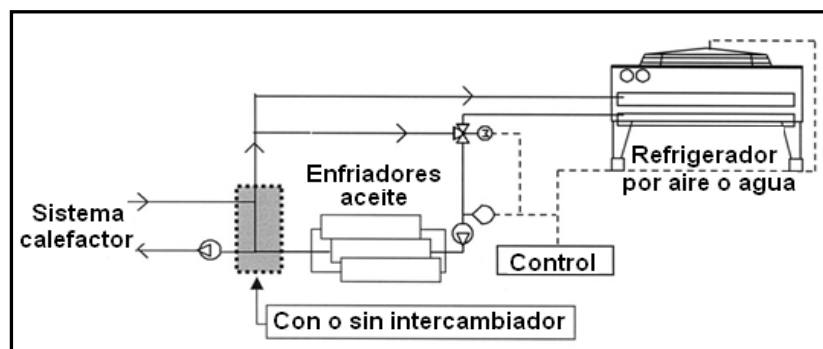 Enfriadores
aceite
Refrigerador
por aire o agua
Sistema
calefactor
Control
Con o sin intercambiador